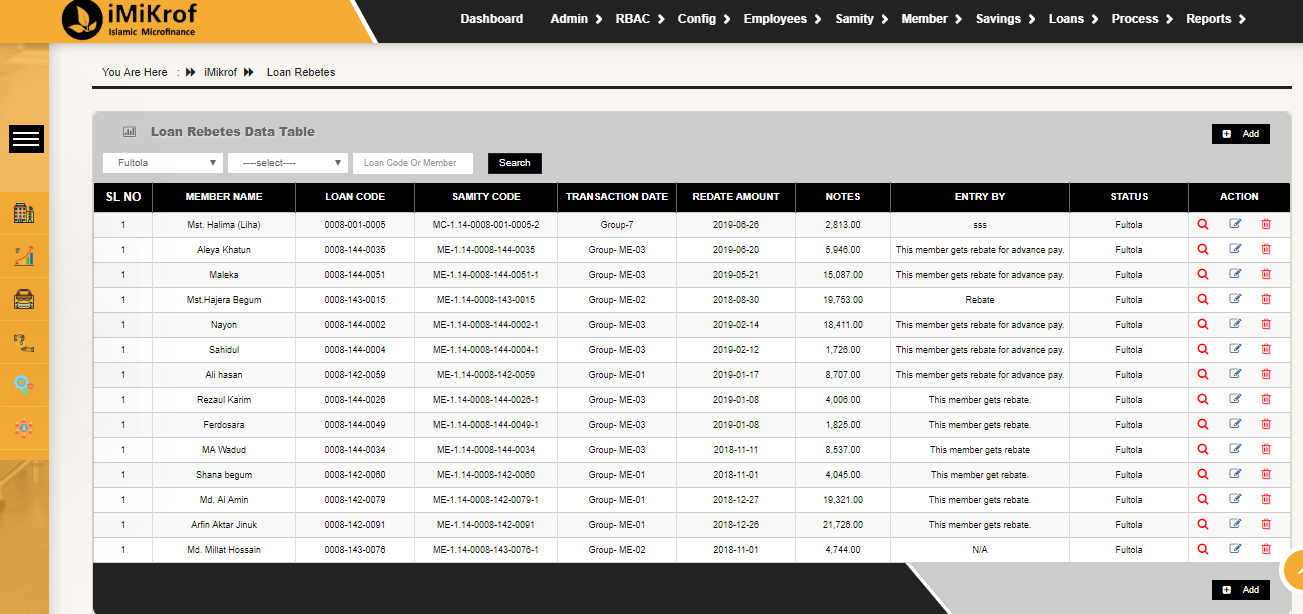 iMiKrof
Islamic Microfinance
Dashboard Admin RBAC Config Employees Samity Member Savings Loans Process Reports
You Are Here : iMikrof Loan Rebetes
Loan Rebetes Data Table
Add
Fultola ----select---- Loan Code Or Member Search
SL NO MEMBER NAME LOAN CODE SAMITY CODE TRANSACTION DATE REDATE AMOUNT NOTES ENTRY BY STATUS ACTION
1 Mst. Halima (Liha) 0008-001-0005 MC-1.14-0008-001-0005-2 Group-7 2019-06-26 2,813.00 sss Fultola
1 Aleya Khatun 0008-144-0035 ME-1.14-0008-144-0035 Group- ME-03 2019-06-20 5,946.00 This member gets rebate for advance pay. Fultola
1 Maleka 0008-144-0051 ME-1.14-0008-144-0051-1 Group- ME-03 2019-05-21 15,087.00 This member gets rebate for advance pay. Fultola
1 Mst.Hajera Begum 0008-143-0015 ME-1.14-0008-143-0015 Group- ME-02 2018-08-30 19,753.00 Rebate Fultola
1 Nayon 0008-144-0002 ME-1.14-0008-144-0002-1 Group- ME-03 2019-02-14 18,411.00 This member gets rebate for advance pay. Fultola
1 Sahidul 0008-144-0004 ME-1.14-0008-144-0004-1 Group- ME-03 2019-02-12 1,726.00 This member gets rebate for advance pay. Fultola
1 Ali hasan 0008-142-0059 ME-1.14-0008-142-0059 Group- ME-01 2019-01-17 8,707.00 This member gets rebate for advance pay. Fultola
1 Rezaul Karim 0008-144-0026 ME-1.14-0008-144-0026-1 Group- ME-03 2019-01-08 4,006.00 This member gets rebate. Fultola
1 Ferdosara 0008-144-0049 ME-1.14-0008-144-0049-1 Group- ME-03 2019-01-08 1,825.00 This member gets rebate. Fultola
1 MA Wadud 0008-144-0034 ME-1.14-0008-144-0034 Group- ME-03 2018-11-11 8,537.00 This member gets rebate Fultola
1 Shana begum 0008-142-0060 ME-1.14-0008-142-0060 Group- ME-01 2018-11-01 4,045.00 This member get rebate. Fultola
1 Md. Al Amin 0008-142-0079 ME-1.14-0008-142-0079-1 Group- ME-01 2018-12-27 19,321.00 This member gets rebate. Fultola
1 Arfin Aktar Jinuk 0008-142-0091 ME-1.14-0008-142-0091 Group- ME-01 2018-12-26 21,726.00 This member gets rebate. Fultola
1 Md. Millat Hossain 0008-143-0076 ME-1.14-0008-143-0076-1 Group- ME-02 2018-11-01 4,744.00 N/A Fultola
Add